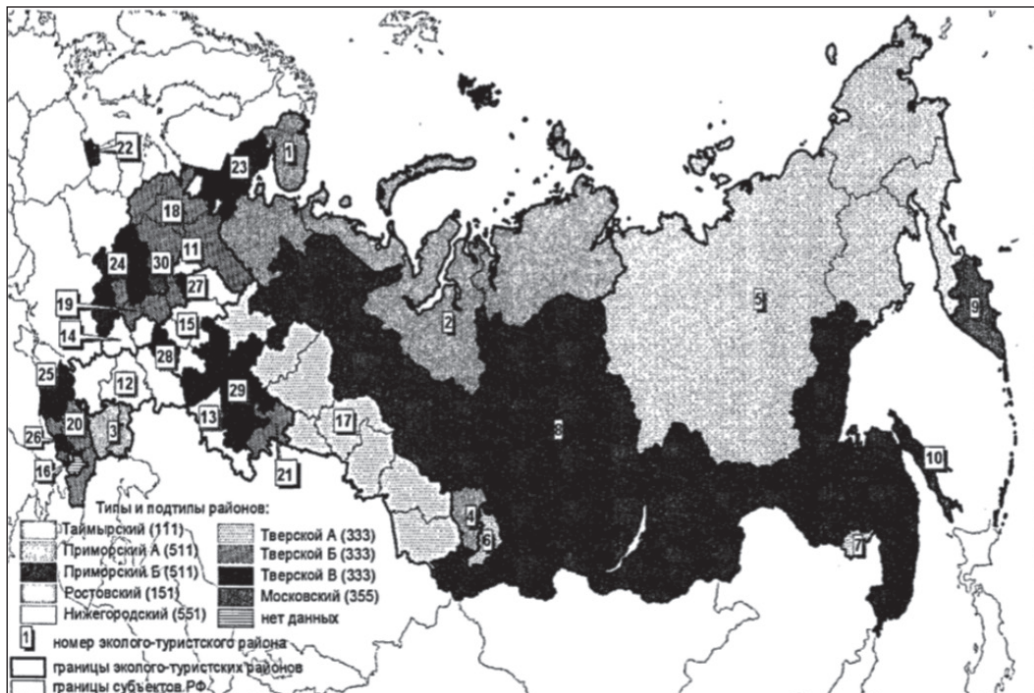 1
22
23
18
11
24
30
27
19
14
15
28
2
5
9
25
12
29
20
3
13
17
8
26
10
16
21
4
6
7
Типы и подтипы районов:
Таймырский (111)
Приморский А (511)
Приморский Б (511)
Ростовский (151)
Нижегородский (551)
Тверской А (333)
Тверской Б (333)
Тверской В (333)
Московский (355)
нет данных
1 номер эколого-туристского района
границы эколого-туристских районов
границы субъектов РФ